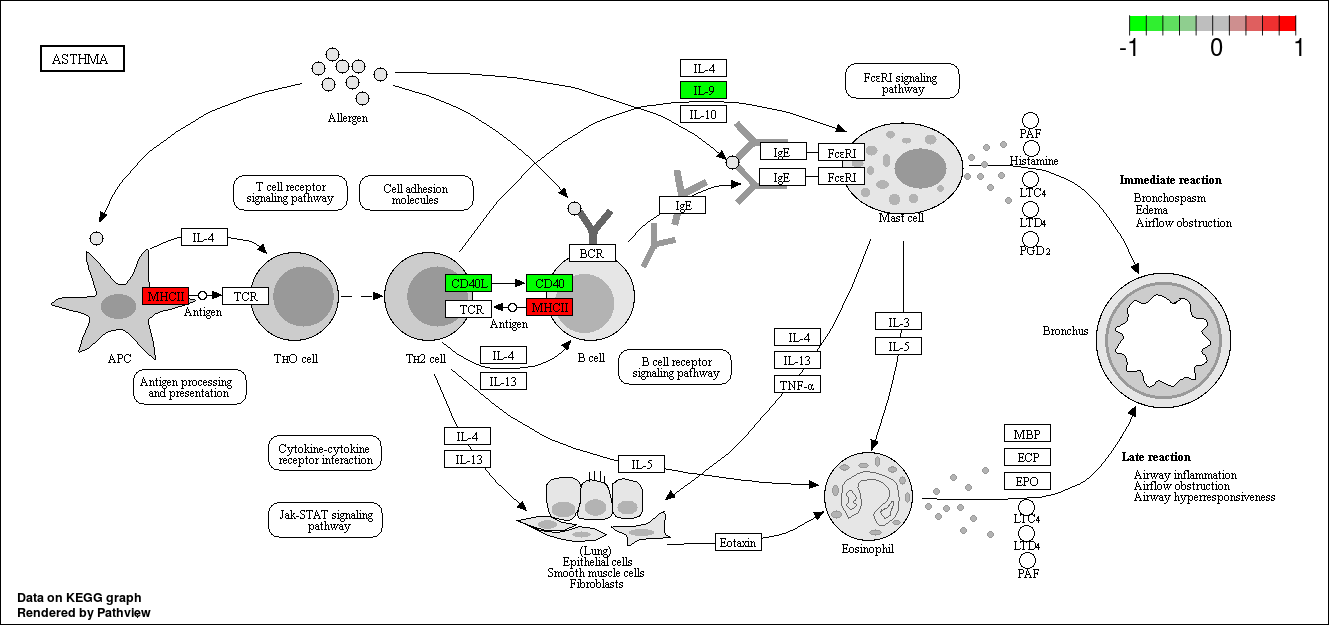 ASTHMA
-1 0 1
Allergen
IL-4
IL-9
IL-10
FcεRI signaling
pathway
T cell receptor
signaling pathway
Cell adhesion
molecules
IgE
FcεRI
IgE
FcεRI
Mast cell
PAF
Histamine
LTC4
LTD4
PGD2
Immediate reaction
Bronchospasm
Edema
Airflow obstruction
IL-4
IgE
BCR
MHCII
TCR
Antigen
CD40L
CD40
TCR
MHCII
Antigen
APC
TH0 cell
TH2 cell
B cell
Antigen processing
and presentation
IL-4
IL-13
B cell receptor
signaling pathway
IL-4
IL-13
TNF-α
IL-3
IL-5
Bronchus
Cytokine-cytokine
receptor interaction
Jak-STAT signaling
pathway
IL-4
IL-13
IL-5
Eotaxin
(Lung)
Epithelial cells
Smooth muscle cells
Fibroblasts
Eosinophil
MBP
ECP
EPO
LTC4
LTD4
PAF
Late reaction
Airway inflammation
Airflow obstruction
Airway hyperresponsiveness
Data on KEGG graph
Rendered by Pathview